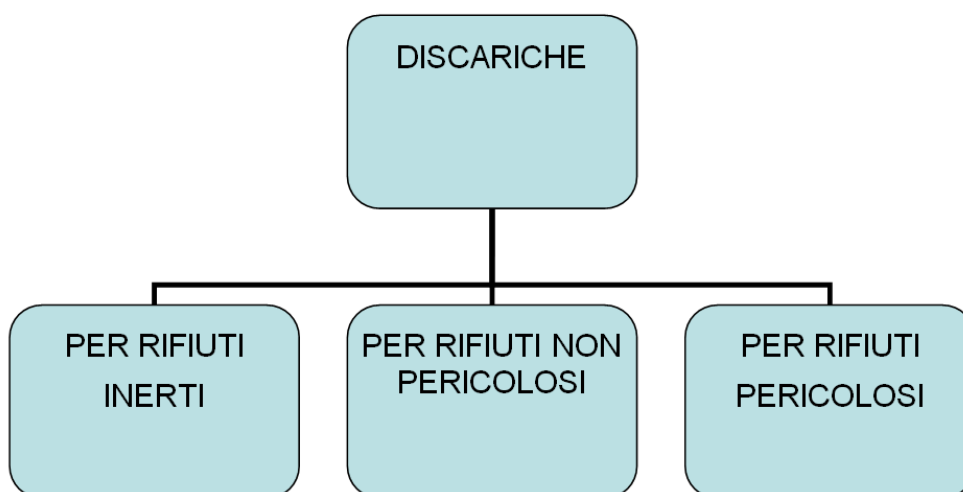 DISCARICHE
PER RIFIUTI
INERTI
PER RIFIUTI NON
PERICOLOSI
PER RIFIUTI
PERICOLOSI